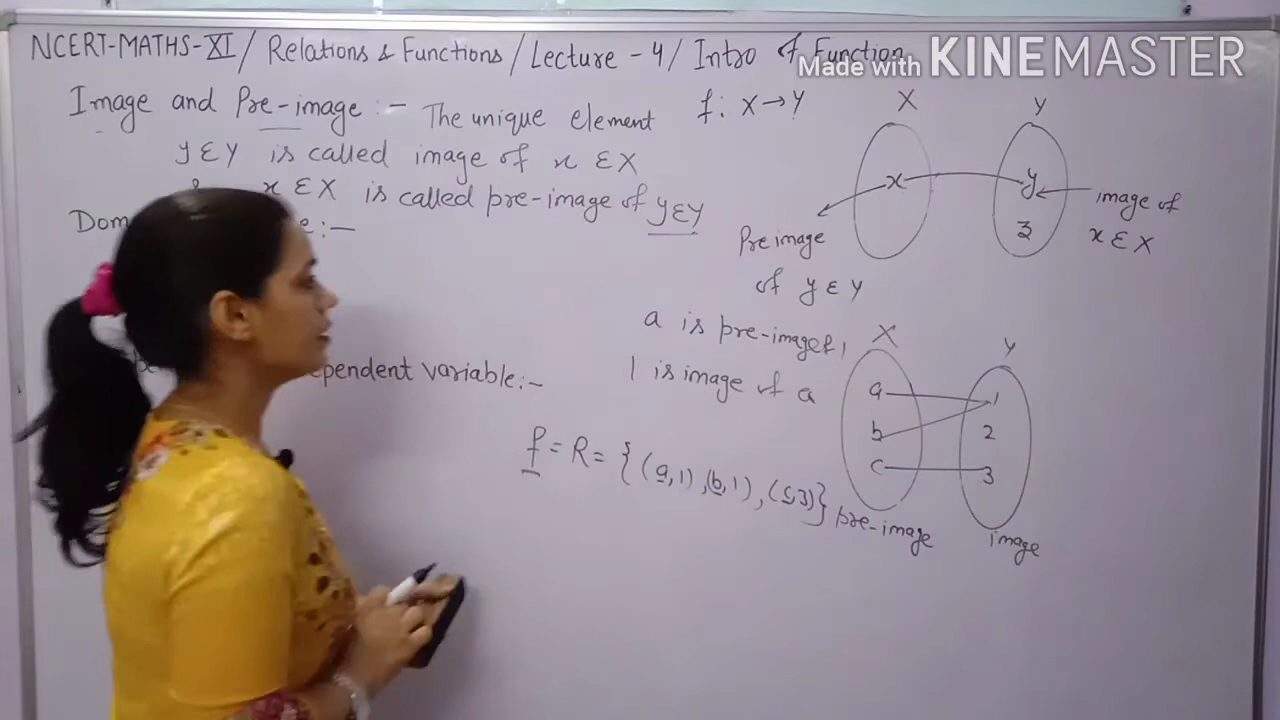 NCERT-MATHS-XI / Relations & Functions / Lecture - 4 / Intro of Function
Made with KINEMASTER
Image and Pre-image :- The unique element
y ε Y is called image of x ε X
x ε X is called pre-image of y ε Y
:-
pendent variable:-
f: X → Y
X Y
x y
z
image of
x ε X
Pre image
of y ε Y
a is pre-image of 1
1 is image of a
X Y
a 1
b 2
c 3
pre-image image
f = R = { (a,1), (b,1), (c,3) }